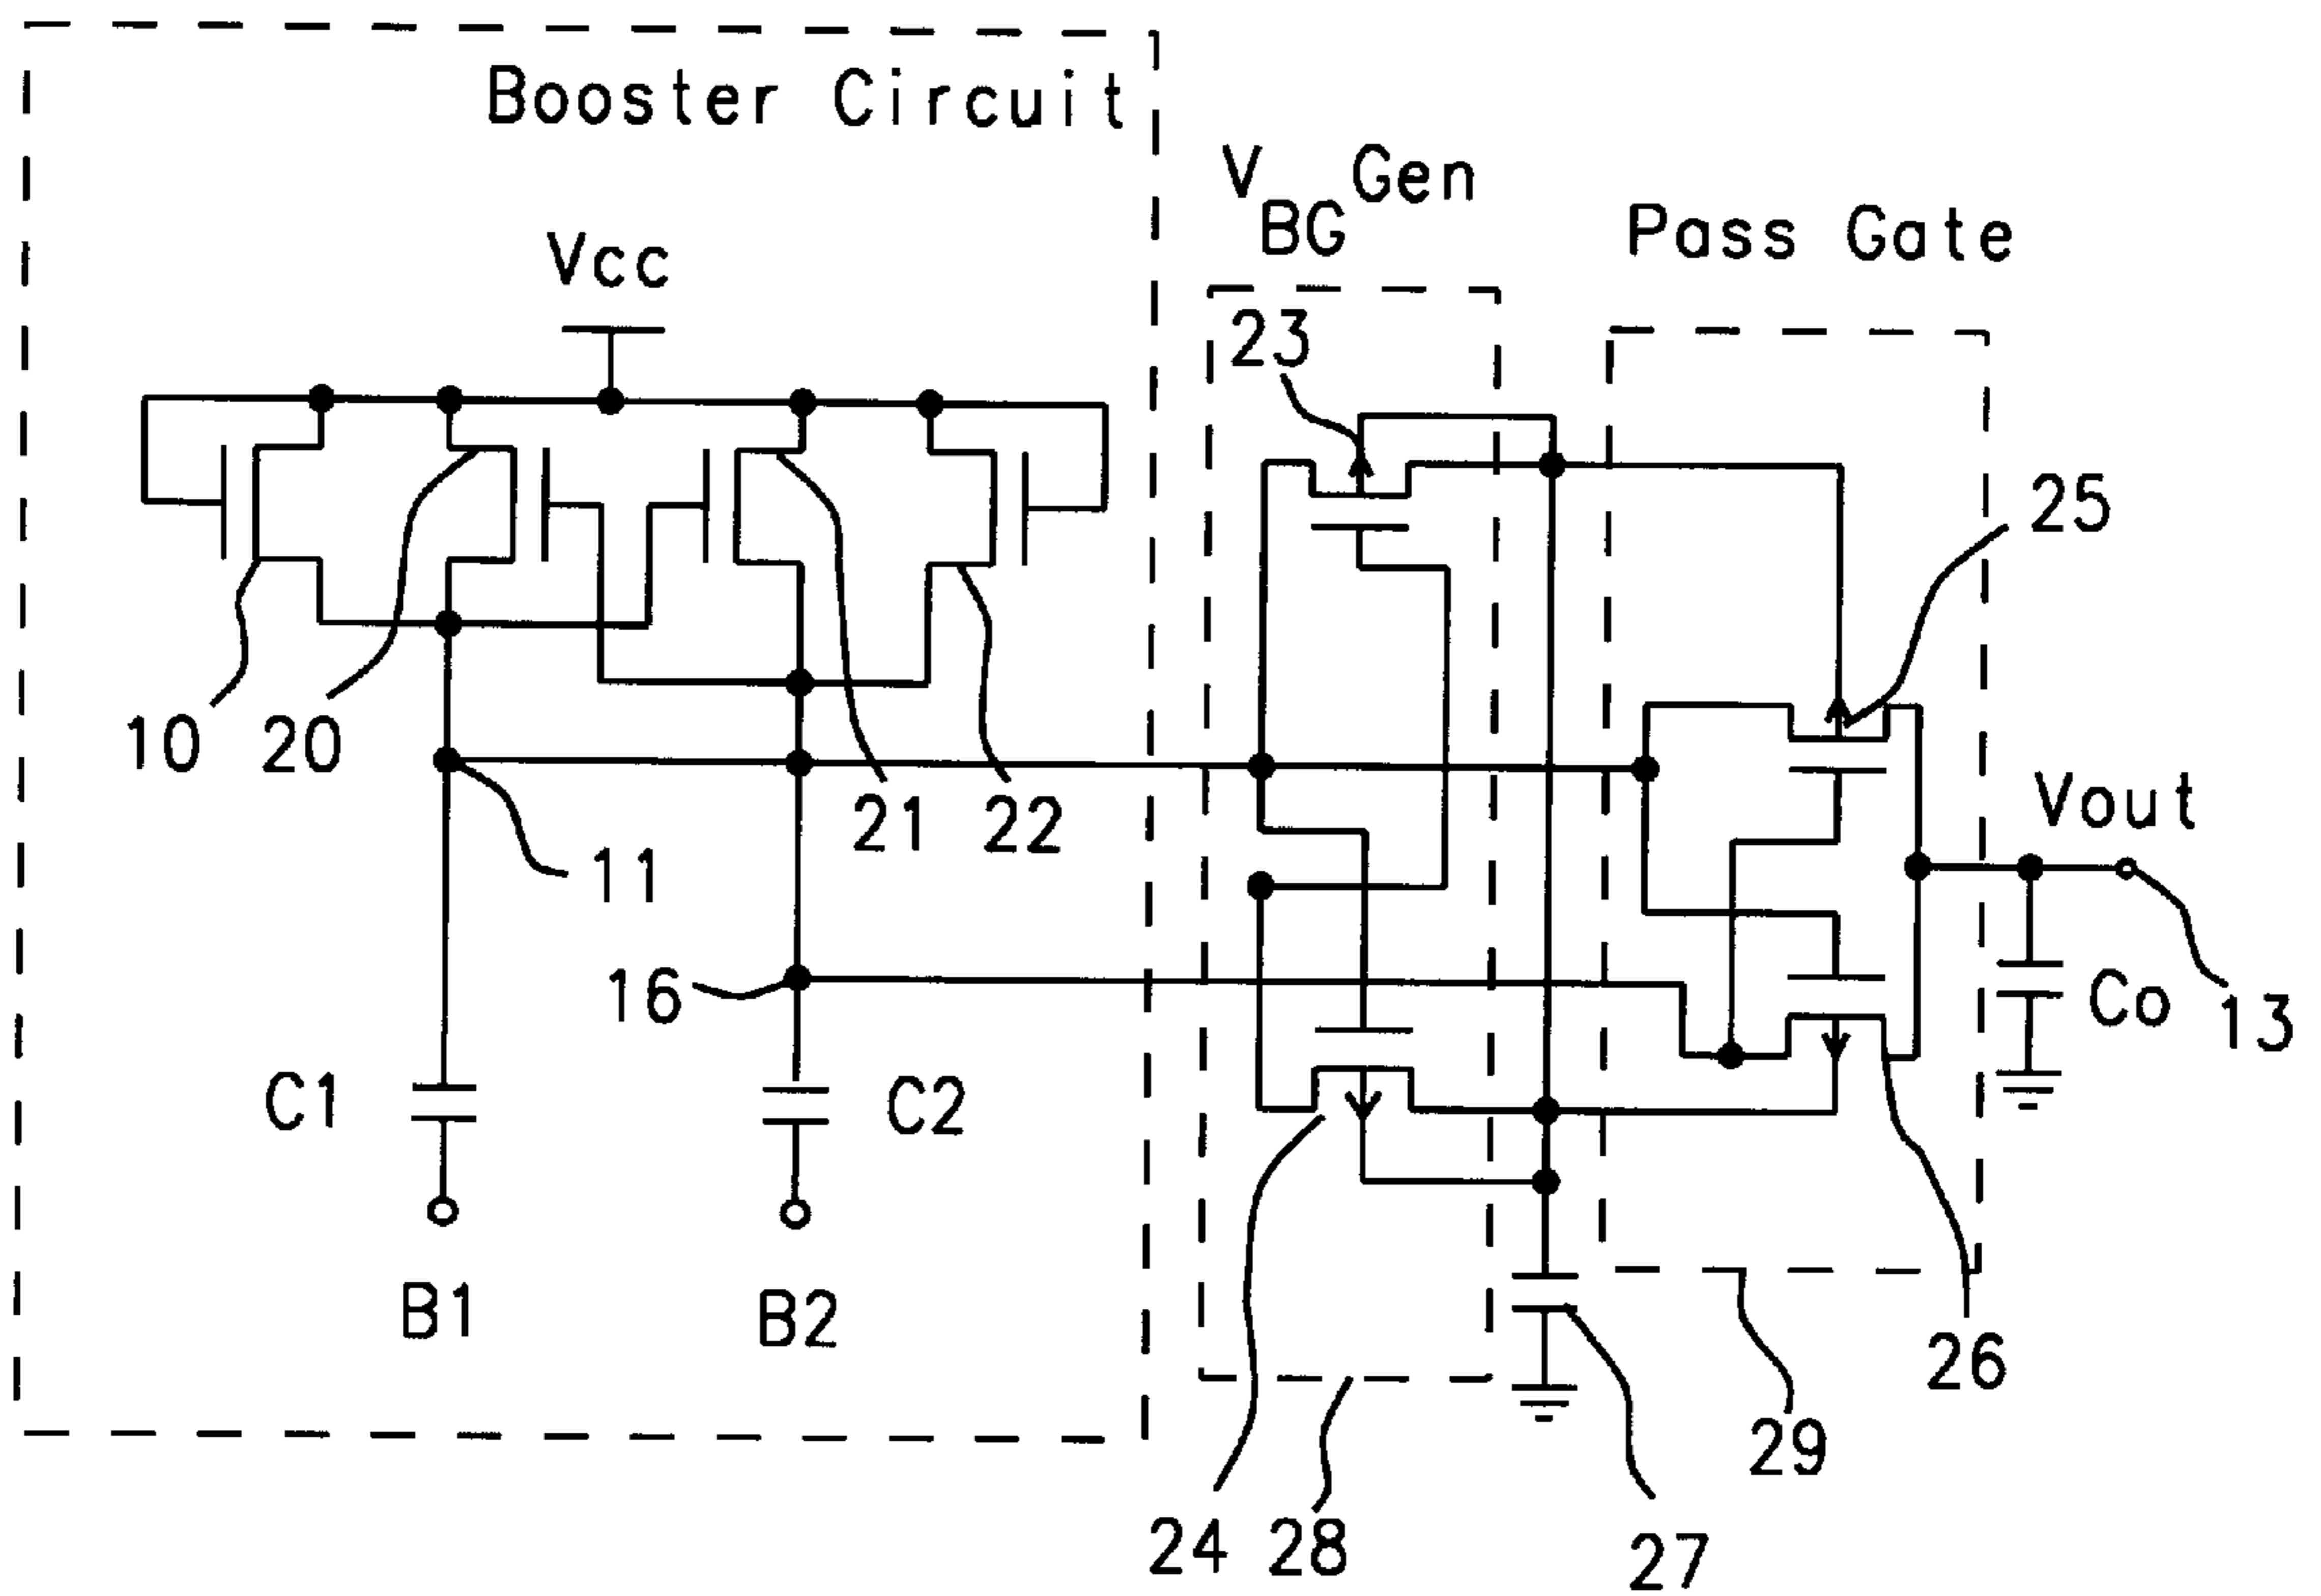 Booster Circuit
V BG Gen
Pass Gate
Vcc
23
25
10
20
21
22
Vout
11
16
Co
13
C1
C2
B1
B2
26
29
24
28
27